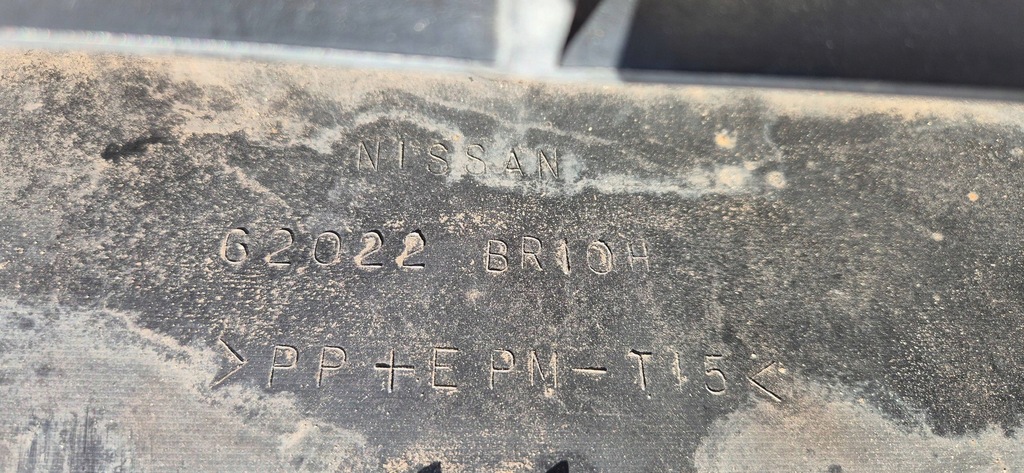 NISSAN
62022 BR10H
>PP+EPM-T15<